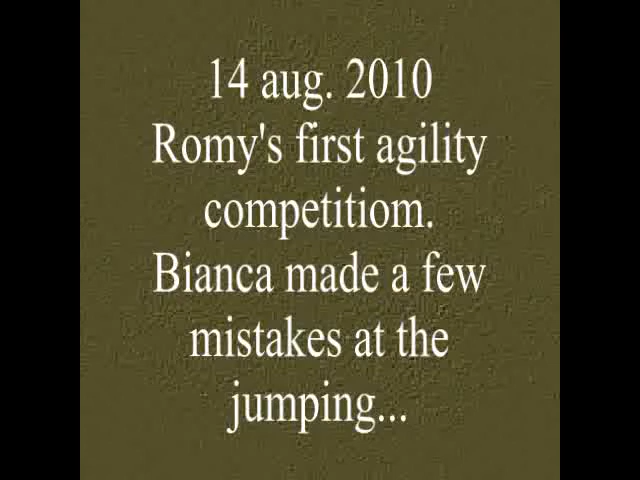 14 aug. 2010
Romy's first agility
competitiom.
Bianca made a few
mistakes at the
jumping...